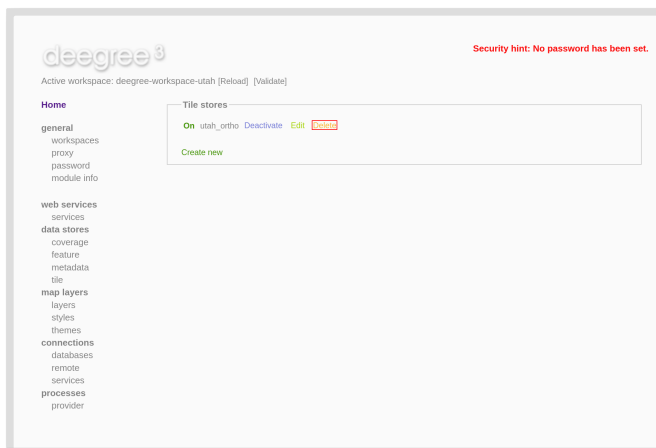 deegree 3
Security hint: No password has been set.
Active workspace: deegree-workspace-utah [Reload] [Validate]
Home
general
workspaces
proxy
password
module info
web services
services
data stores
coverage
feature
metadata
tile
map layers
layers
styles
themes
connections
databases
remote
services
processes
provider
Tile stores
On utah_ortho Deactivate Edit Delete
Create new